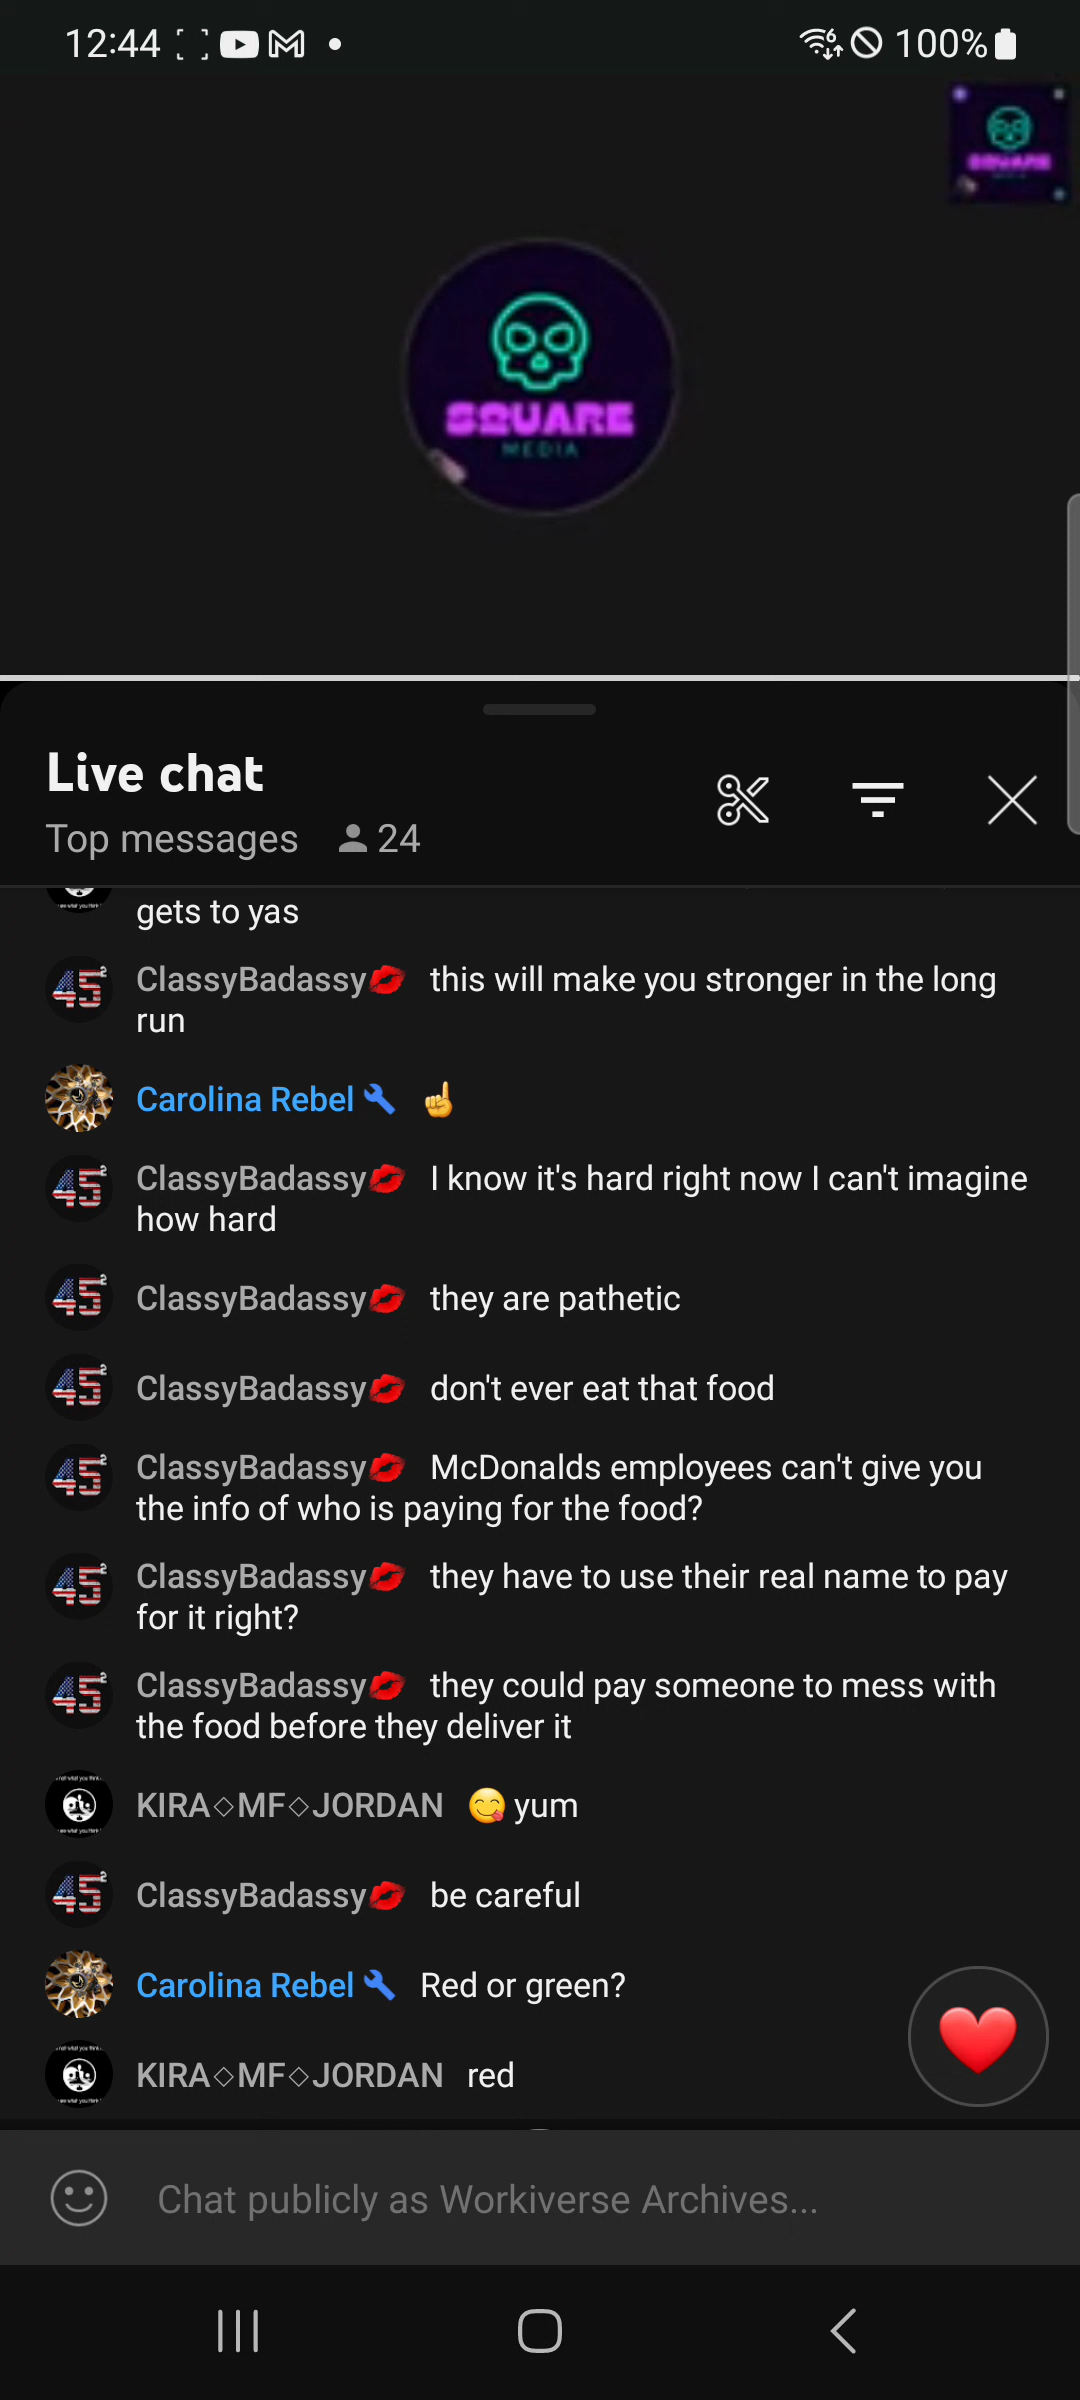 12:44 100%
SQUARE
SQUARE
MEDIA
Live chat
Top messages 24
gets to yas
ClassyBadassy💋 this will make you stronger in the long
run
Carolina Rebel 🔧 ☝️
ClassyBadassy💋 I know it's hard right now I can't imagine
how hard
ClassyBadassy💋 they are pathetic
ClassyBadassy💋 don't ever eat that food
ClassyBadassy💋 McDonalds employees can't give you
the info of who is paying for the food?
ClassyBadassy💋 they have to use their real name to pay
for it right?
ClassyBadassy💋 they could pay someone to mess with
the food before they deliver it
KIRA◇MF◇JORDAN 😋 yum
ClassyBadassy💋 be careful
Carolina Rebel 🔧 Red or green?
KIRA◇MF◇JORDAN red
Chat publicly as Workiverse Archives...